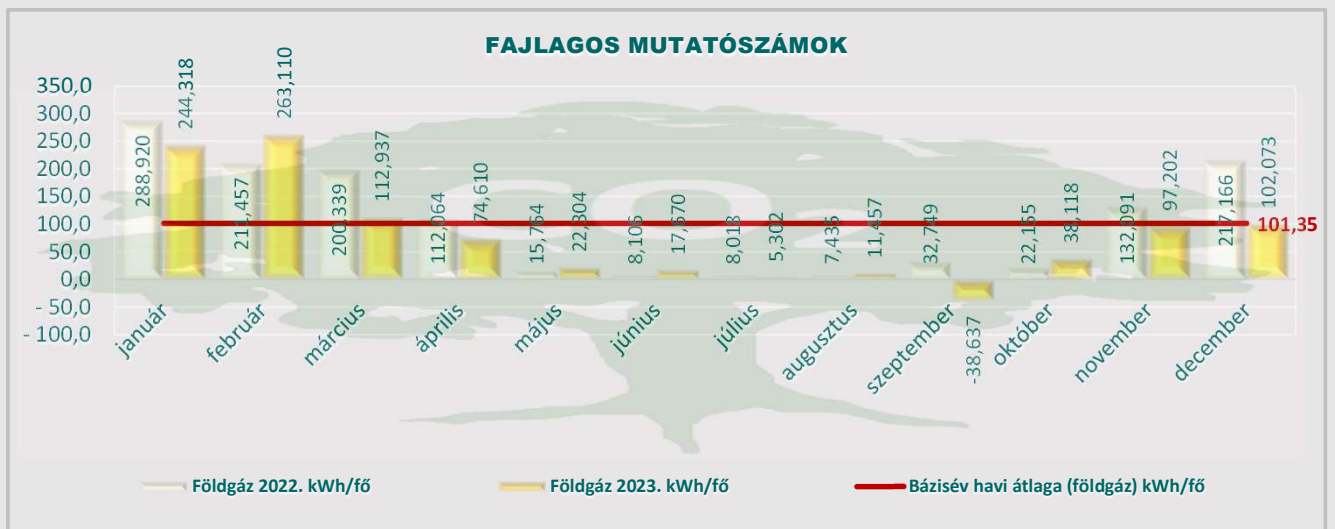 FAJLAGOS MUTATÓSZÁMOK
350,0
300,0
250,0
200,0
150,0
100,0
50,0
0,0
- 50,0
- 100,0
288,920
244,318
211,457
263,110
200,339
112,937
112,064
74,610
15,764
22,304
8,106
17,670
8,018
5,302
7,435
11,457
32,749
-38,637
22,165
38,118
132,091
97,202
217,166
102,073
101,35
január
február
március
április
május
június
július
augusztus
szeptember
október
november
december
CO2
Földgáz 2022. kWh/fő
Földgáz 2023. kWh/fő
Bázisév havi átlaga (földgáz) kWh/fő